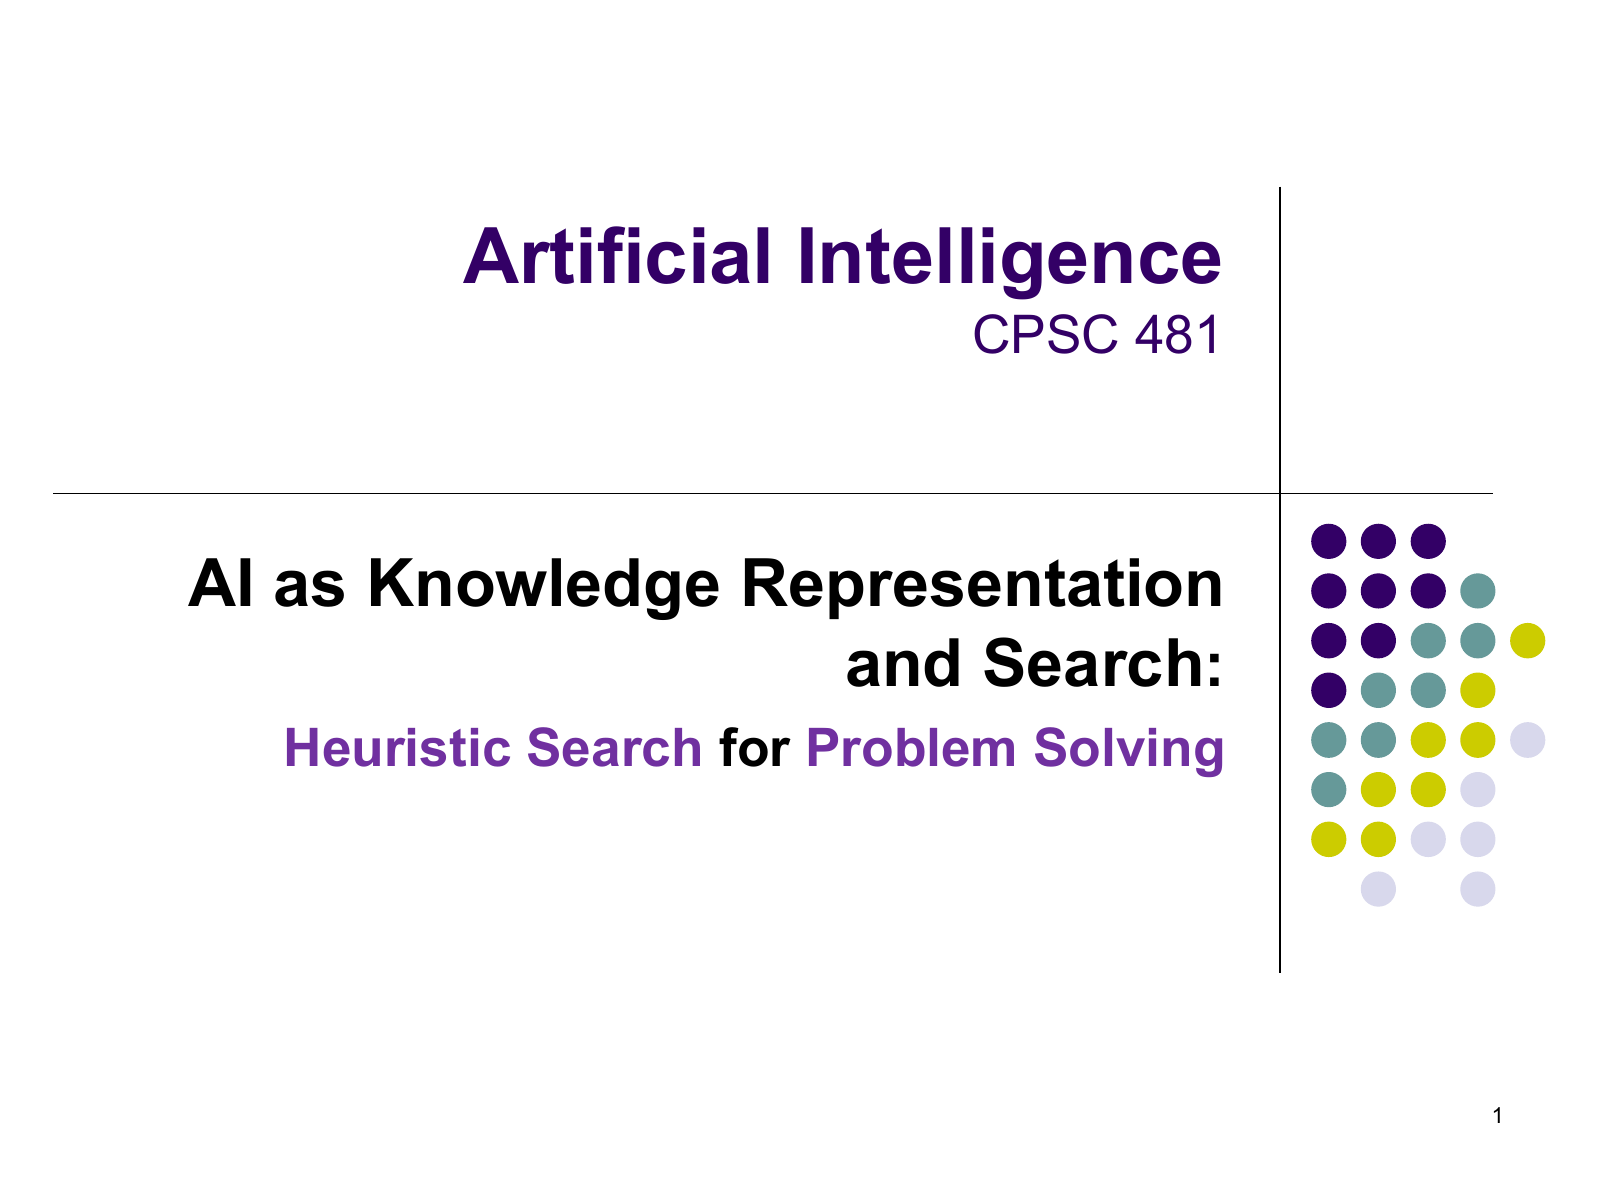 Artificial Intelligence
CPSC 481
AI as Knowledge Representation
and Search:
Heuristic Search for Problem Solving
1